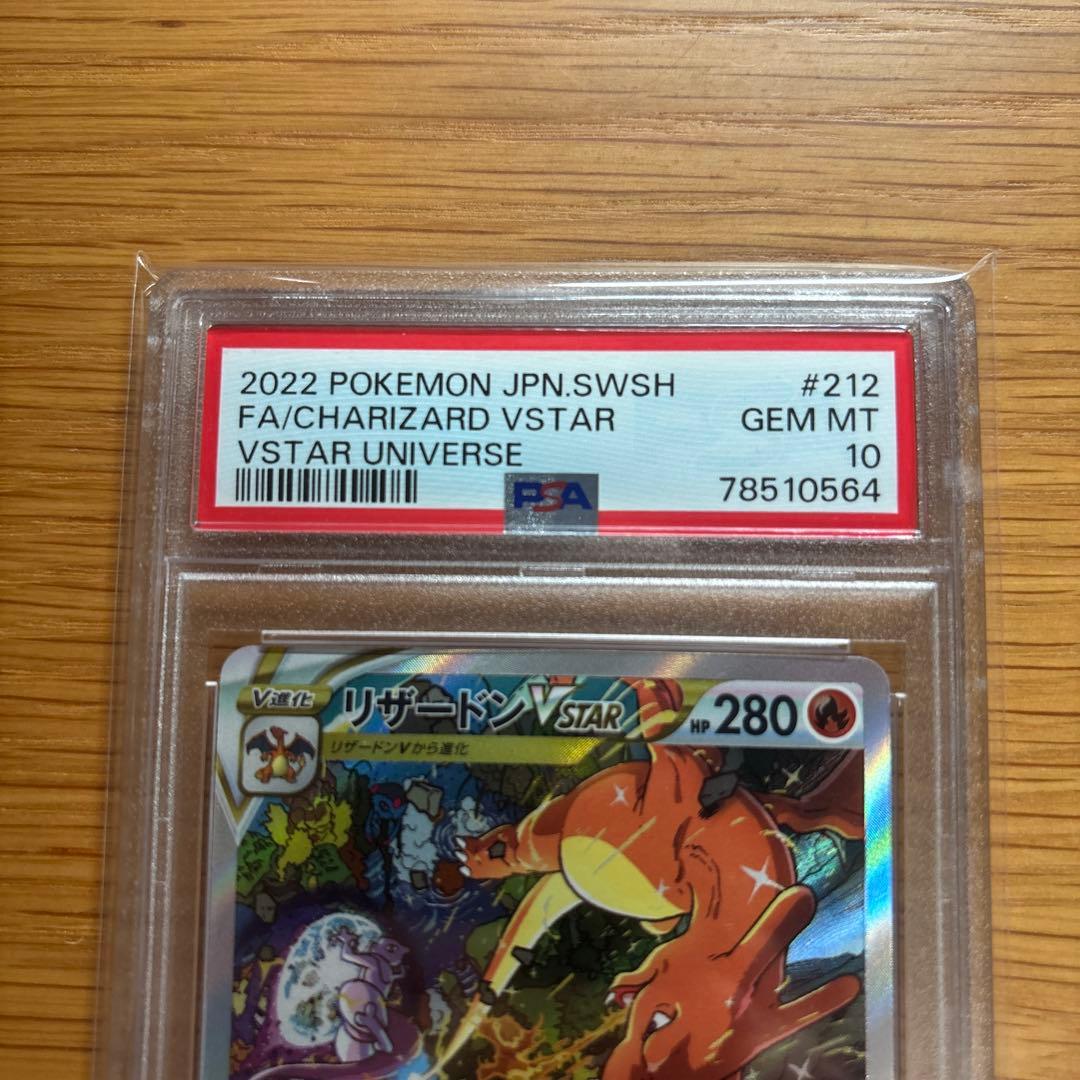 2022 POKEMON JPN.SWSH #212
FA/CHARIZARD VSTAR GEM MT
VSTAR UNIVERSE 10
PSA 78510564
V進化 リザードンVSTAR HP 280
リザードンVから進化